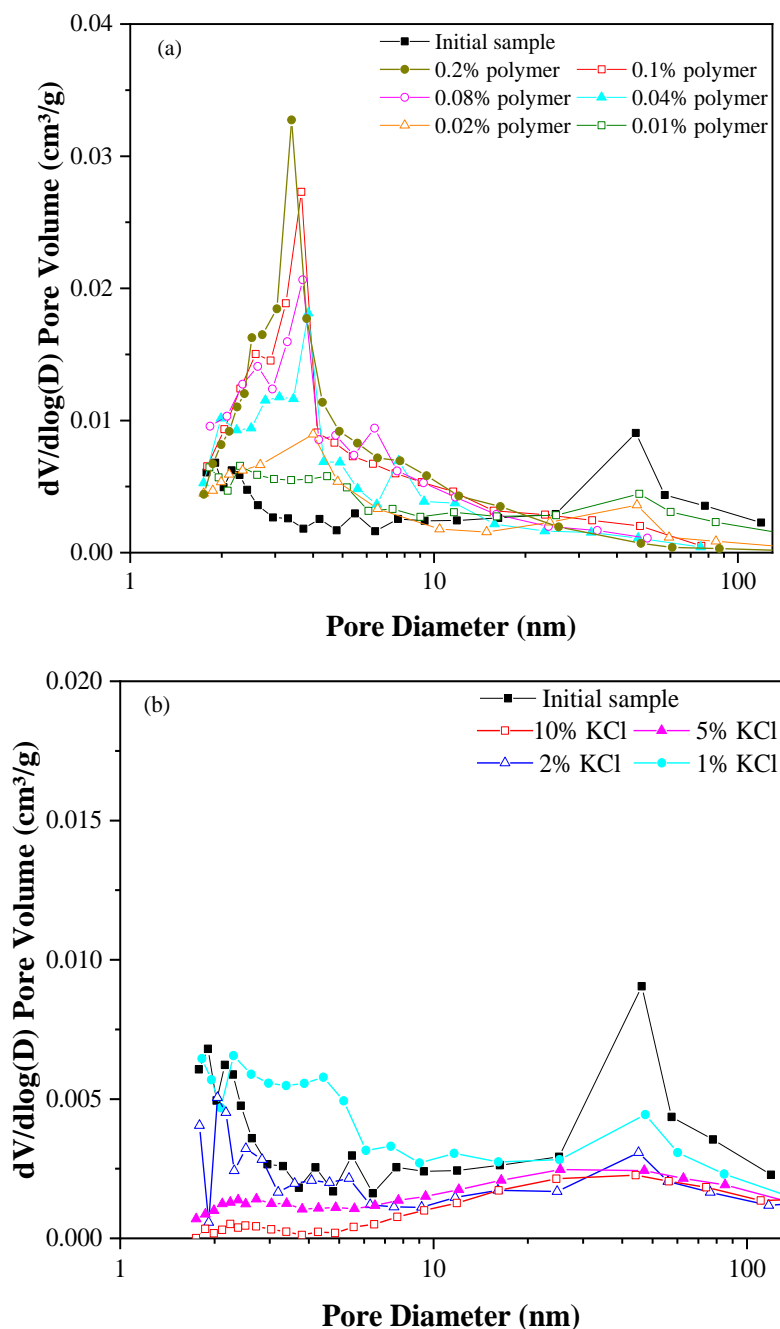 0.04
(a)
Initial sample
0.2% polymer 0.1% polymer
0.08% polymer 0.04% polymer
0.02% polymer 0.01% polymer
0.03
0.02
0.01
0.00
dV/dlog(D) Pore Volume (cm³/g)
1 10 100
Pore Diameter (nm)
0.020
(b)
Initial sample
10% KCl 5% KCl
2% KCl 1% KCl
0.015
0.010
0.005
0.000
dV/dlog(D) Pore Volume (cm³/g)
1 10 100
Pore Diameter (nm)